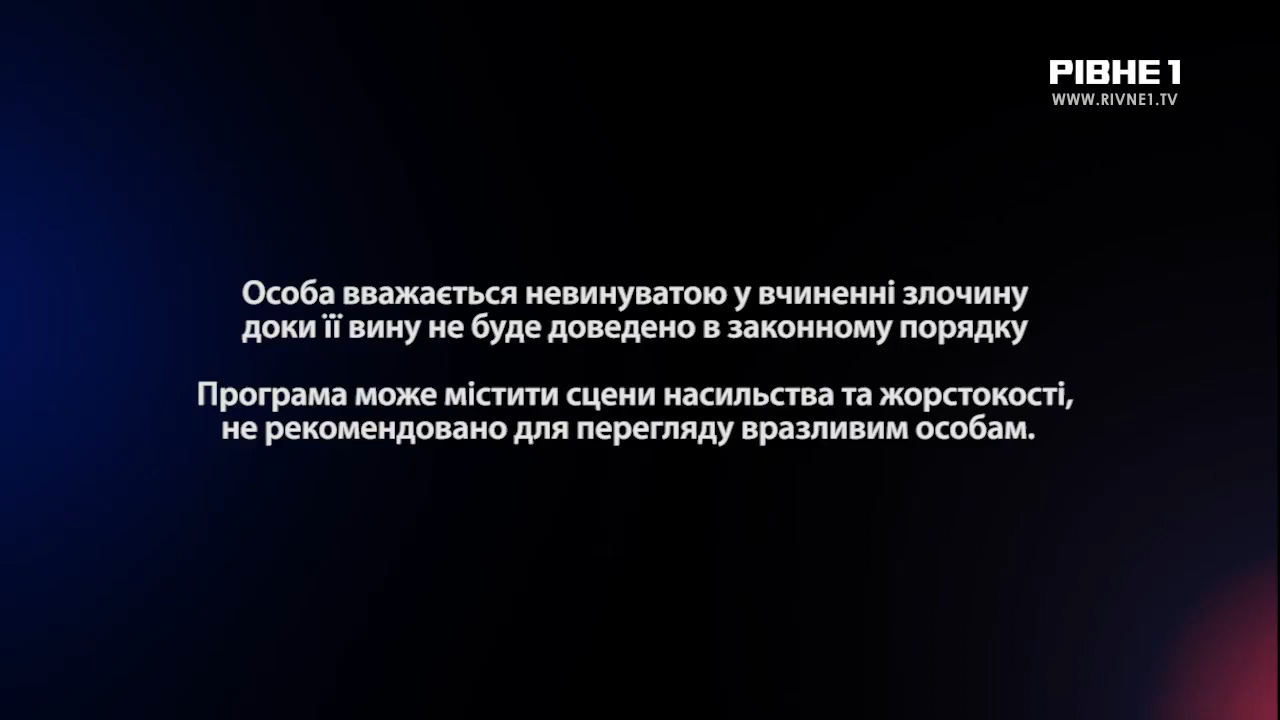 РІВНЕ 1
WWW.RIVNE1.TV
Особа вважається невинуватою у вчиненні злочину
доки її вину не буде доведено в законному порядку
Програма може містити сцени насильства та жорстокості,
не рекомендовано для перегляду вразливим особам.